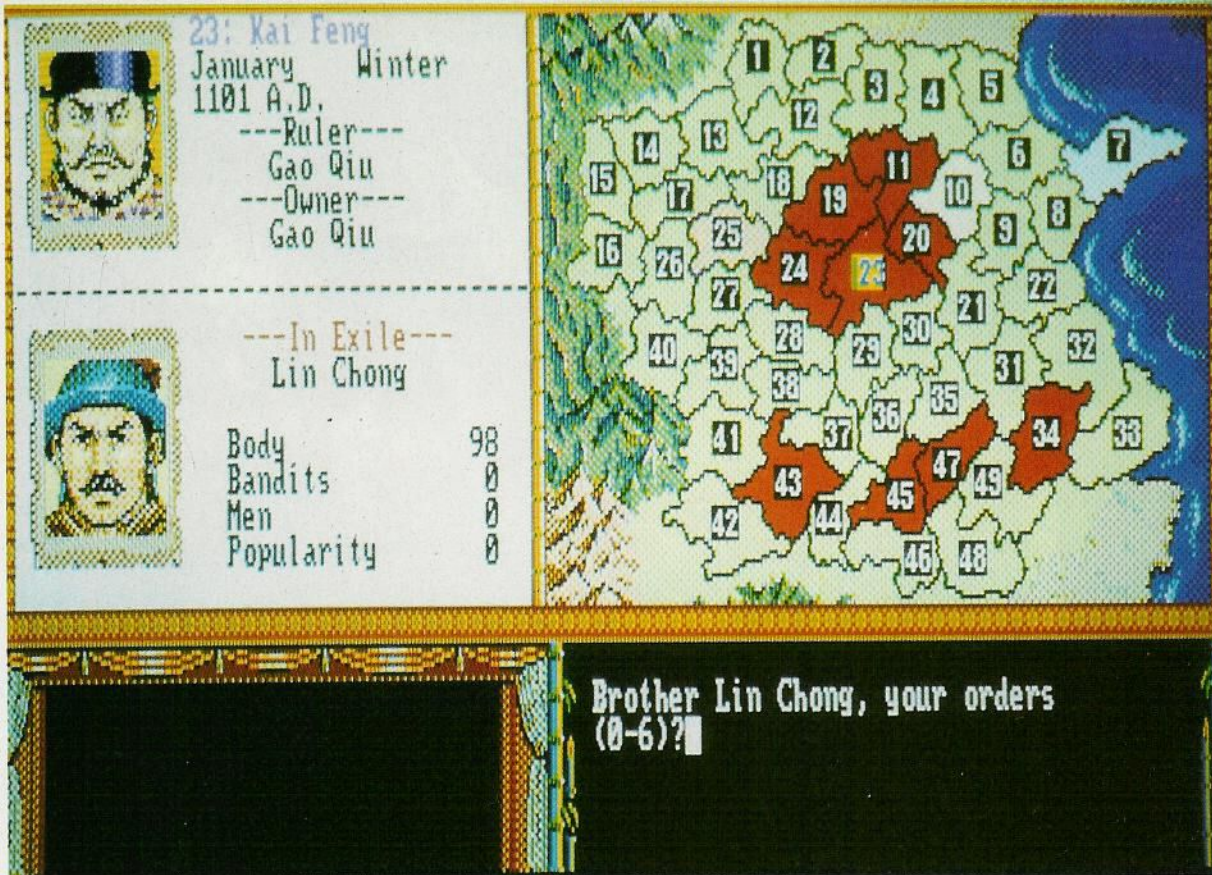 23: Kai Feng
January Winter
1101 A.D.
---Ruler---
Gao Qiu
---Owner---
Gao Qiu
---In Exile---
Lin Chong
Body 98
Bandits 0
Men 0
Popularity 0
1 2 3 4 5
12
14 13 11 6 7
15 17 18 19 10 8
16 26 25 20 9
24 23
27 22
21
40 39 28 29 30 32
38 31
41 37 36 35 34 33
43 45 47 49
42 44 46 48
Brother Lin Chong, your orders
(0-6)?